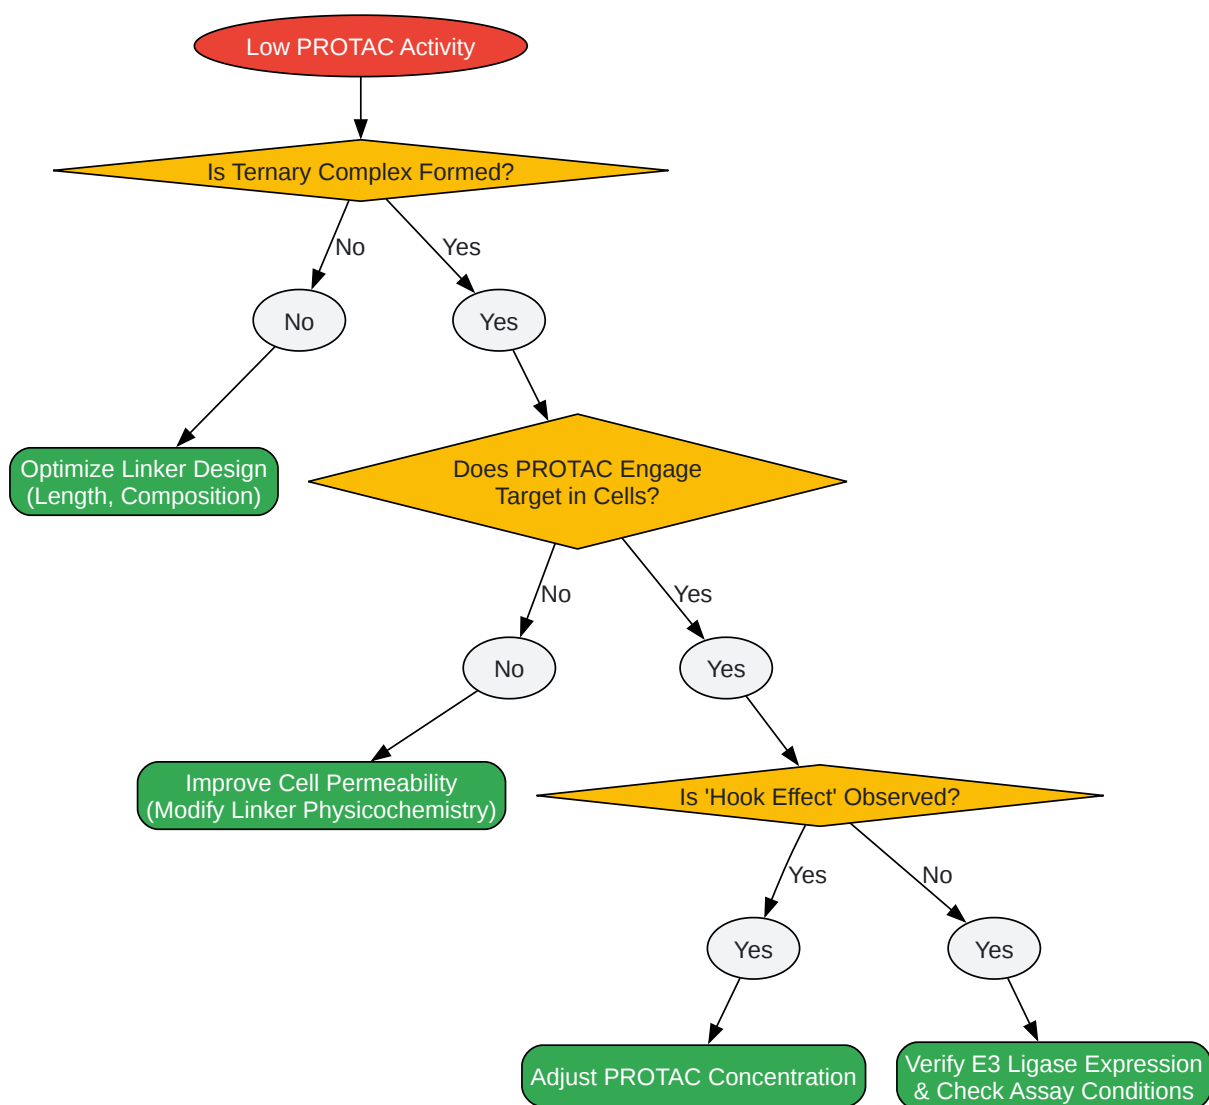 Low PROTAC Activity
Is Ternary Complex Formed?
No
Yes
No
Yes
Optimize Linker Design
(Length, Composition)
Does PROTAC Engage
Target in Cells?
No
Yes
No
Yes
Improve Cell Permeability
(Modify Linker Physicochemistry)
Is 'Hook Effect' Observed?
Yes
No
Yes
Yes
Adjust PROTAC Concentration
Verify E3 Ligase Expression
& Check Assay Conditions